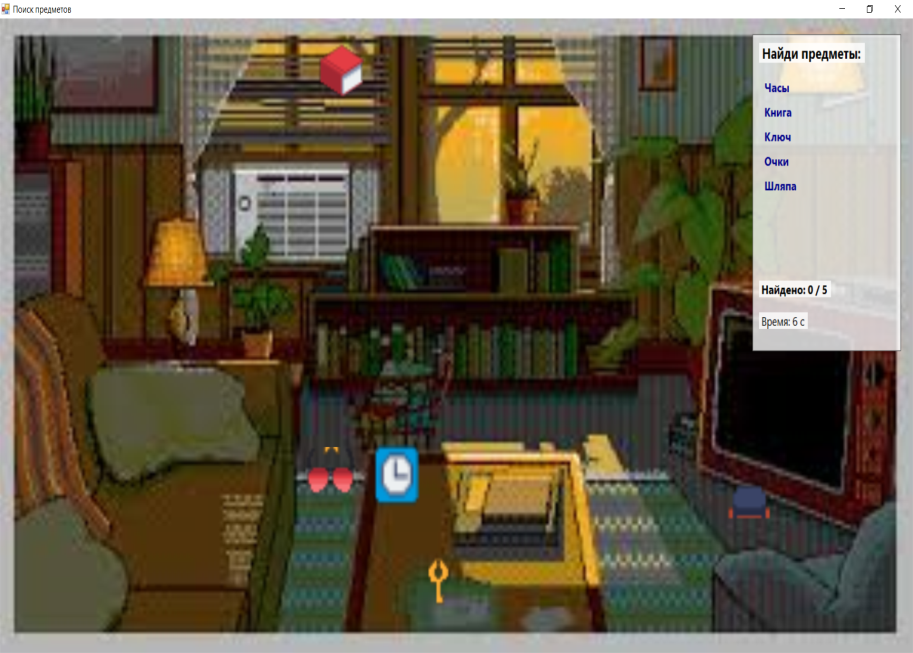 Поиск предметов
Найди предметы:
Часы
Книга
Ключ
Очки
Шляпа
Найдено: 0 / 5
Время: 6 с